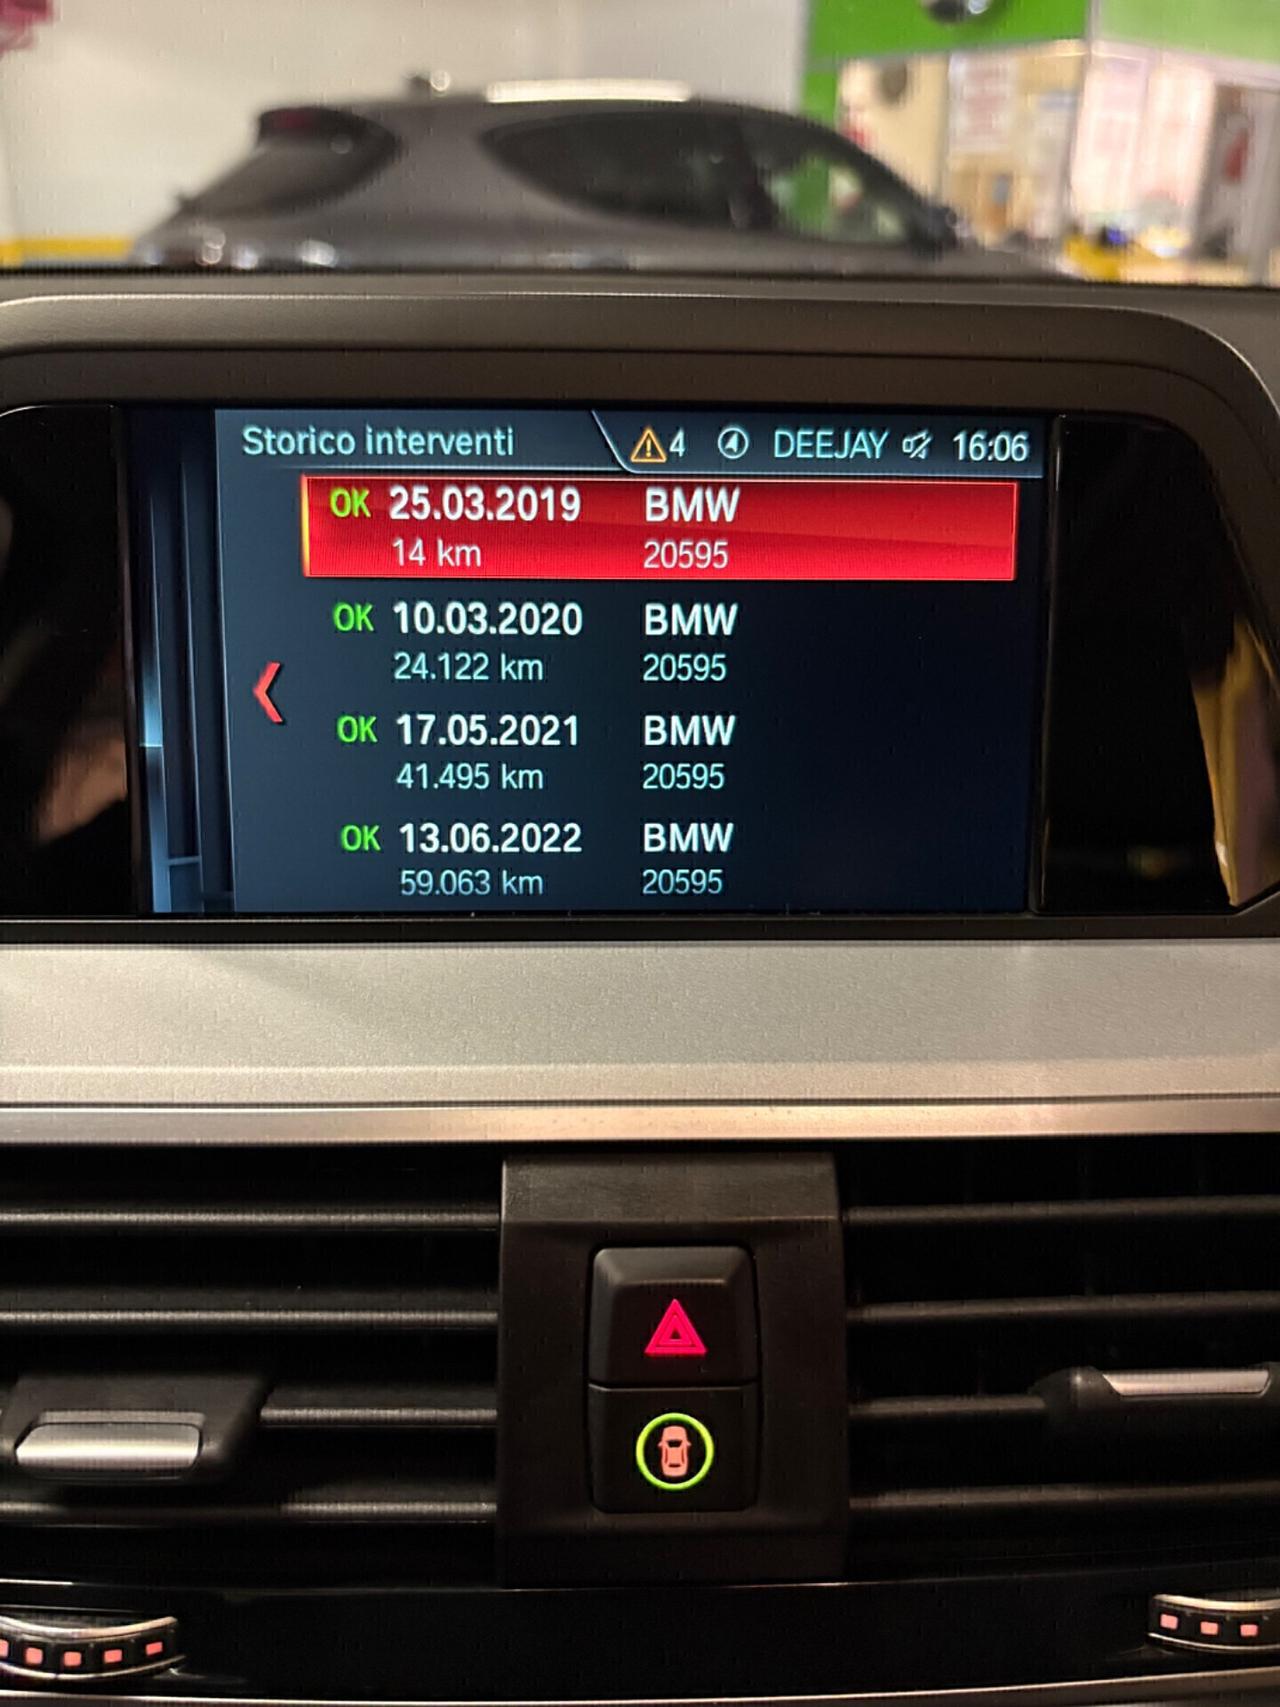 Storico interventi 4 DEEJAY 16:06
OK 25.03.2019 BMW
14 km 20595
OK 10.03.2020 BMW
24.122 km 20595
OK 17.05.2021 BMW
41.495 km 20595
OK 13.06.2022 BMW
59.063 km 20595